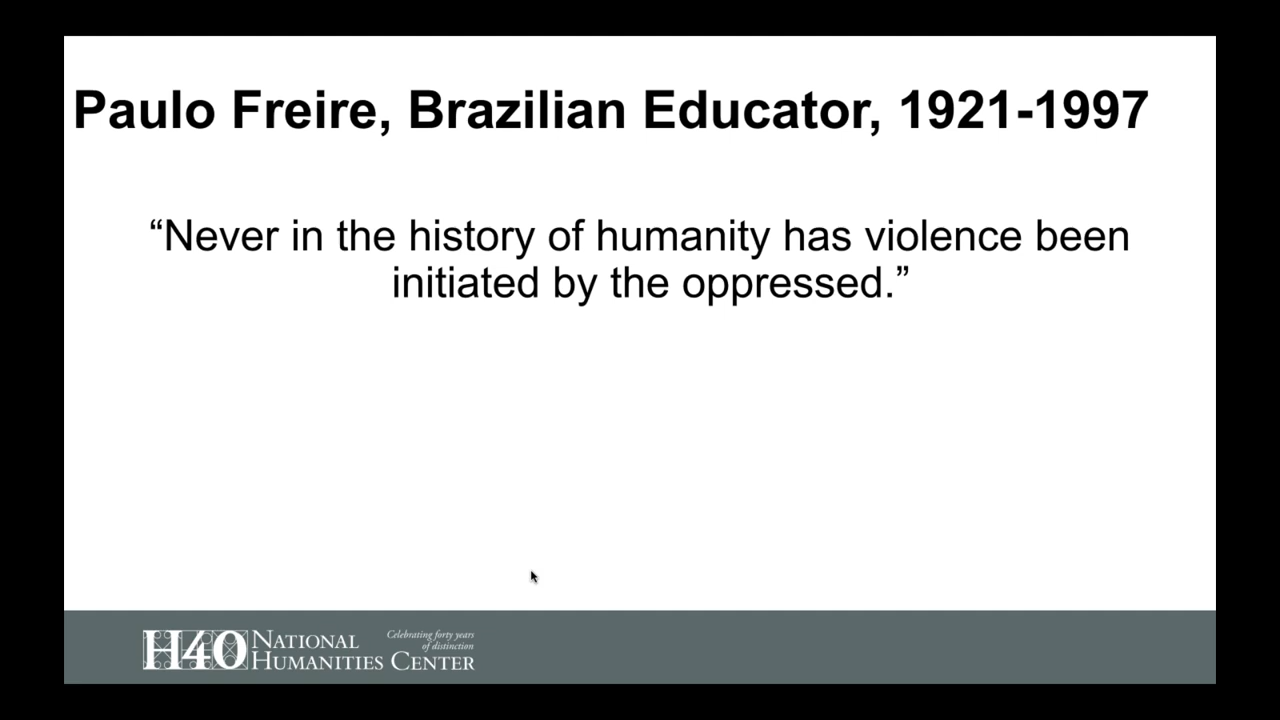 Paulo Freire, Brazilian Educator, 1921-1997
“Never in the history of humanity has violence been
initiated by the oppressed.”
H40
NATIONAL
HUMANITIES CENTER
Celebrating forty years
of distinction